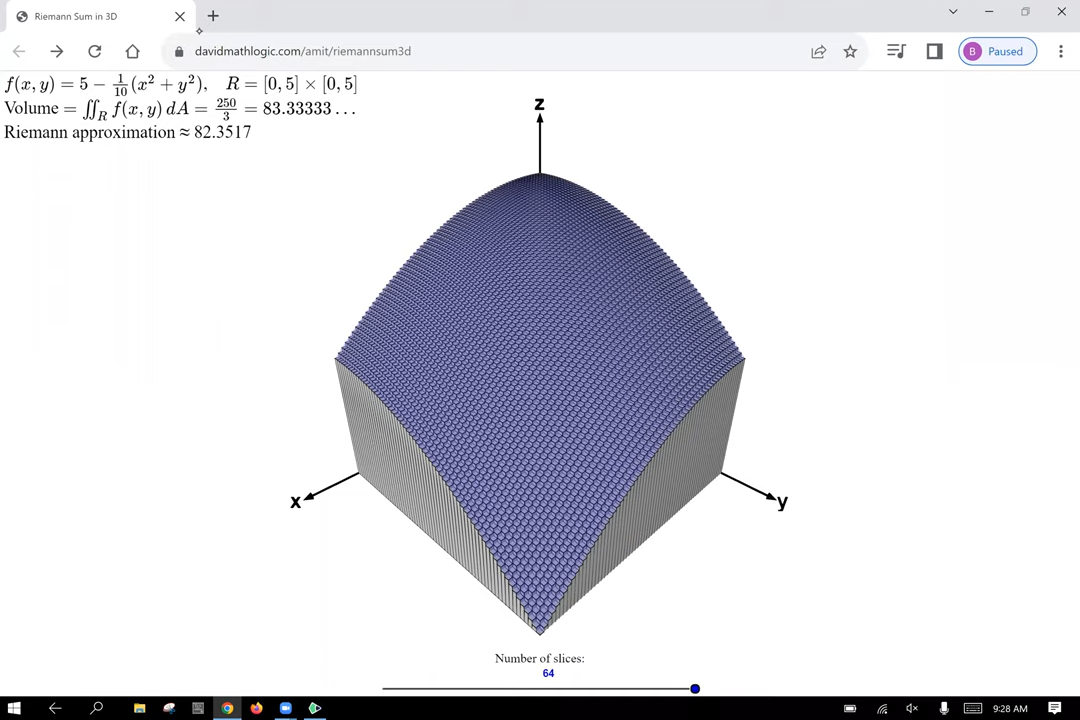 Riemann Sum in 3D
davidmathlogic.com/amit/riemannsum3d
B Paused
f(x, y) = 5 − 1/10 (x² + y²), R = [0, 5] × [0, 5]
Volume = ∬_R f(x, y) dA = 250/3 = 83.33333 . . .
Riemann approximation ≈ 82.3517
z
x
y
Number of slices:
64
9:28 AM